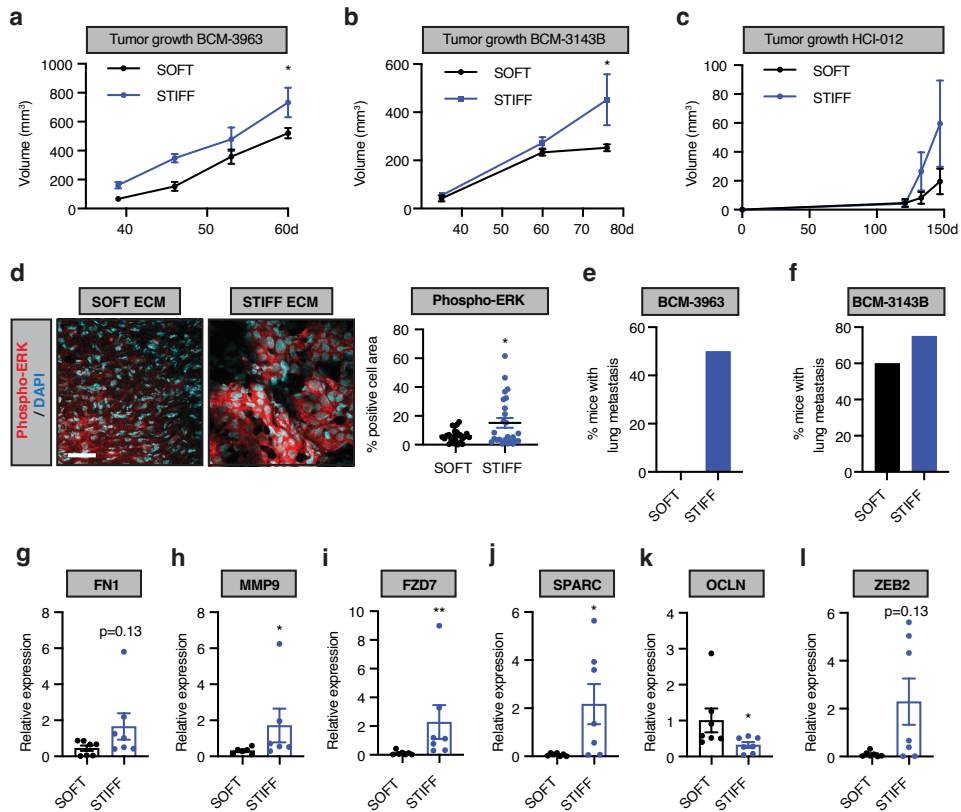 a
Tumor growth BCM-3963
SOFT
STIFF
*
Volume (mm³)
1000
800
600
400
200
0
40
50
60d
b
Tumor growth BCM-3143B
SOFT
STIFF
*
Volume (mm³)
600
400
200
0
40
50
60
70
80d
c
Tumor growth HCI-012
SOFT
STIFF
Volume (mm³)
100
80
60
40
20
0
0
50
100
150d
d
SOFT ECM
STIFF ECM
Phospho-ERK
/ DAPI
Phospho-ERK
*
% positive cell area
80
60
40
20
0
SOFT
STIFF
e
BCM-3963
% mice with
lung metastasis
60
40
20
0
SOFT
STIFF
f
BCM-3143B
% mice with
lung metastasis
80
60
40
20
0
SOFT
STIFF
g
FN1
p=0.13
Relative expression
8
6
4
2
0
SOFT
STIFF
h
MMP9
*
Relative expression
8
6
4
2
0
SOFT
STIFF
i
FZD7
**
Relative expression
10
8
6
4
2
0
SOFT
STIFF
j
SPARC
*
Relative expression
6
4
2
0
SOFT
STIFF
k
OCLN
*
Relative expression
4
3
2
1
0
SOFT
STIFF
l
ZEB2
p=0.13
Relative expression
6
4
2
0
SOFT
STIFF